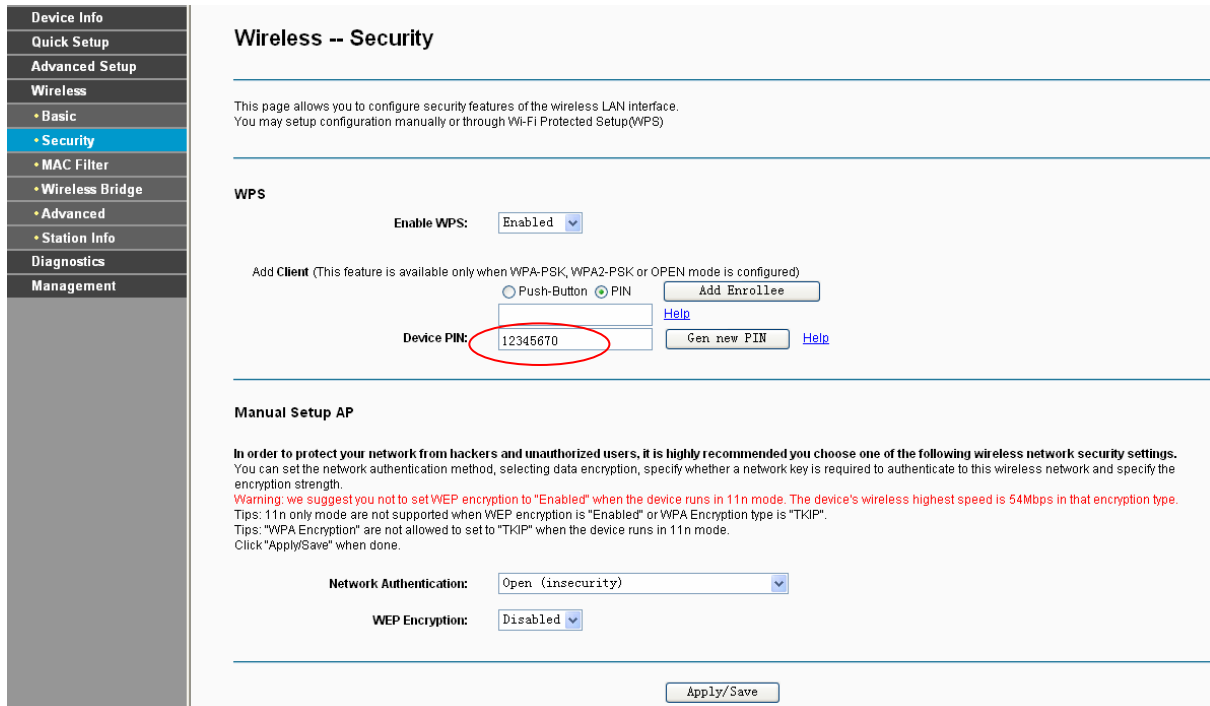 Device Info
Quick Setup
Advanced Setup
Wireless
• Basic
• Security
• MAC Filter
• Wireless Bridge
• Advanced
• Station Info
Diagnostics
Management
Wireless -- Security
This page allows you to configure security features of the wireless LAN interface.
You may setup configuration manually or through Wi-Fi Protected Setup(WPS)
WPS
Enable WPS: Enabled
Add Client (This feature is available only when WPA-PSK, WPA2-PSK or OPEN mode is configured)
Push-Button PIN Add Enrollee
Help
Device PIN: 12345670 Gen new PIN Help
Manual Setup AP
In order to protect your network from hackers and unauthorized users, it is highly recommended you choose one of the following wireless network security settings.
You can set the network authentication method, selecting data encryption, specify whether a network key is required to authenticate to this wireless network and specify the
encryption strength.
Warning: we suggest you not to set WEP encryption to "Enabled" when the device runs in 11n mode. The device's wireless highest speed is 54Mbps in that encryption type.
Tips: 11n only mode are not supported when WEP encryption is "Enabled" or WPA Encryption type is "TKIP".
Tips: "WPA Encryption" are not allowed to set to "TKIP" when the device runs in 11n mode.
Click "Apply/Save" when done.
Network Authentication: Open (insecurity)
WEP Encryption: Disabled
Apply/Save